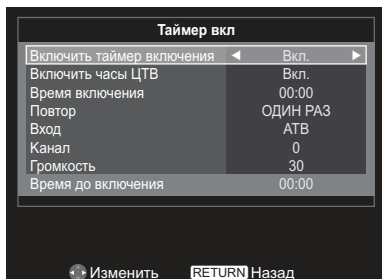 Таймер вкл
Включить таймер включения Вкл.
Включить часы ЦТВ Вкл.
Время включения 00:00
Повтор ОДИН РАЗ
Вход АТВ
Канал 0
Громкость 30
Время до включения 00:00
Изменить RETURN Назад